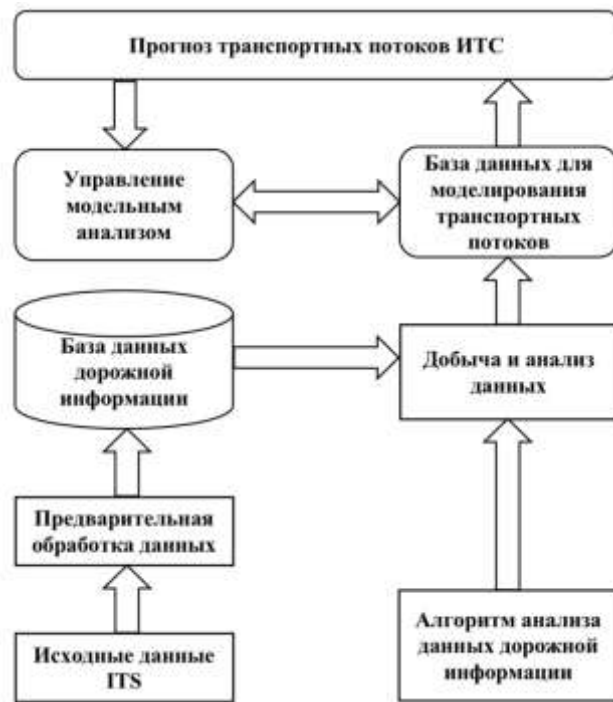 Прогноз транспортных потоков ИТС
Управление
модельным
анализом
База данных для
моделирования
транспортных
потоков
База данных
дорожной
информации
Добыча и анализ
данных
Предварительная
обработка данных
Исходные данные
ITS
Алгоритм анализа
данных дорожной
информации